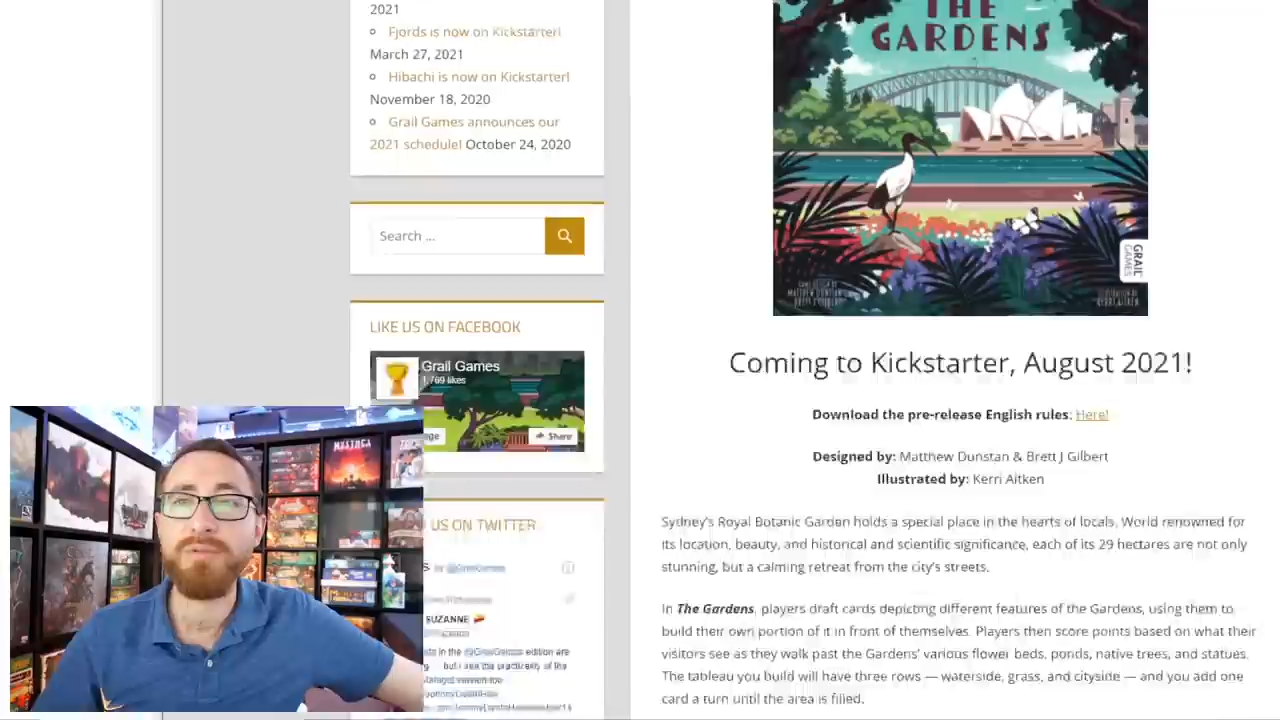 2021
Fjords is now on Kickstarter!
March 27, 2021
Hibachi is now on Kickstarter!
November 18, 2020
Grail Games announces our
2021 schedule! October 24, 2020
Search ...
LIKE US ON FACEBOOK
Grail Games
1,769 likes
Share
US ON TWITTER
SUZANNE
MYSTHEA
THE
GARDENS
GRAIL
GAMES
Coming to Kickstarter, August 2021!
Download the pre-release English rules: Here!
Designed by: Matthew Dunstan & Brett J Gilbert
Illustrated by: Kerri Aitken
Sydney's Royal Botanic Garden holds a special place in the hearts of locals. World renowned for
its location, beauty, and historical and scientific significance, each of its 29 hectares are not only
stunning, but a calming retreat from the city's streets.
In The Gardens, players draft cards depicting different features of the Gardens, using them to
build their own portion of it in front of themselves. Players then score points based on what their
visitors see as they walk past the Gardens' various flower beds, ponds, native trees, and statues.
The tableau you build will have three rows — waterside, grass, and cityside — and you add one
card a turn until the area is filled.